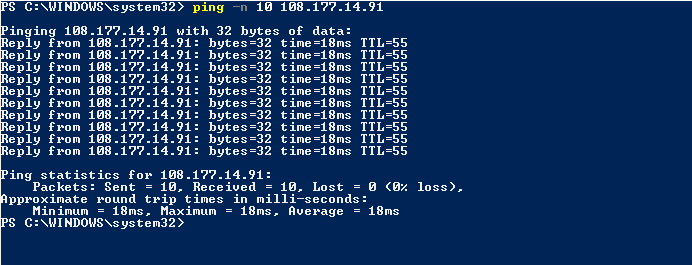 PS C:\WINDOWS\system32> ping -n 10 108.177.14.91
Pinging 108.177.14.91 with 32 bytes of data:
Reply from 108.177.14.91: bytes=32 time=18ms TTL=55
Reply from 108.177.14.91: bytes=32 time=18ms TTL=55
Reply from 108.177.14.91: bytes=32 time=18ms TTL=55
Reply from 108.177.14.91: bytes=32 time=18ms TTL=55
Reply from 108.177.14.91: bytes=32 time=18ms TTL=55
Reply from 108.177.14.91: bytes=32 time=18ms TTL=55
Reply from 108.177.14.91: bytes=32 time=18ms TTL=55
Reply from 108.177.14.91: bytes=32 time=18ms TTL=55
Reply from 108.177.14.91: bytes=32 time=18ms TTL=55
Reply from 108.177.14.91: bytes=32 time=18ms TTL=55
Ping statistics for 108.177.14.91:
Packets: Sent = 10, Received = 10, Lost = 0 (0% loss),
Approximate round trip times in milli-seconds:
Minimum = 18ms, Maximum = 18ms, Average = 18ms
PS C:\WINDOWS\system32>